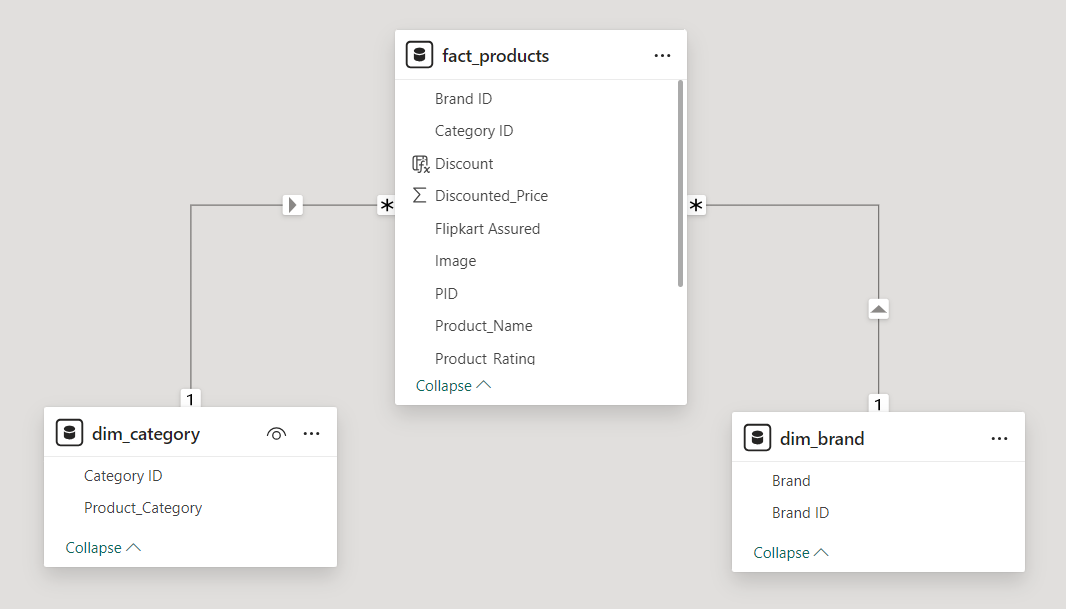 fact_products
Brand ID
Category ID
Discount
Discounted_Price
Flipkart Assured
Image
PID
Product_Name
Product_Rating
Collapse
*
*
1
1
dim_category
Category ID
Product_Category
Collapse
dim_brand
Brand
Brand ID
Collapse